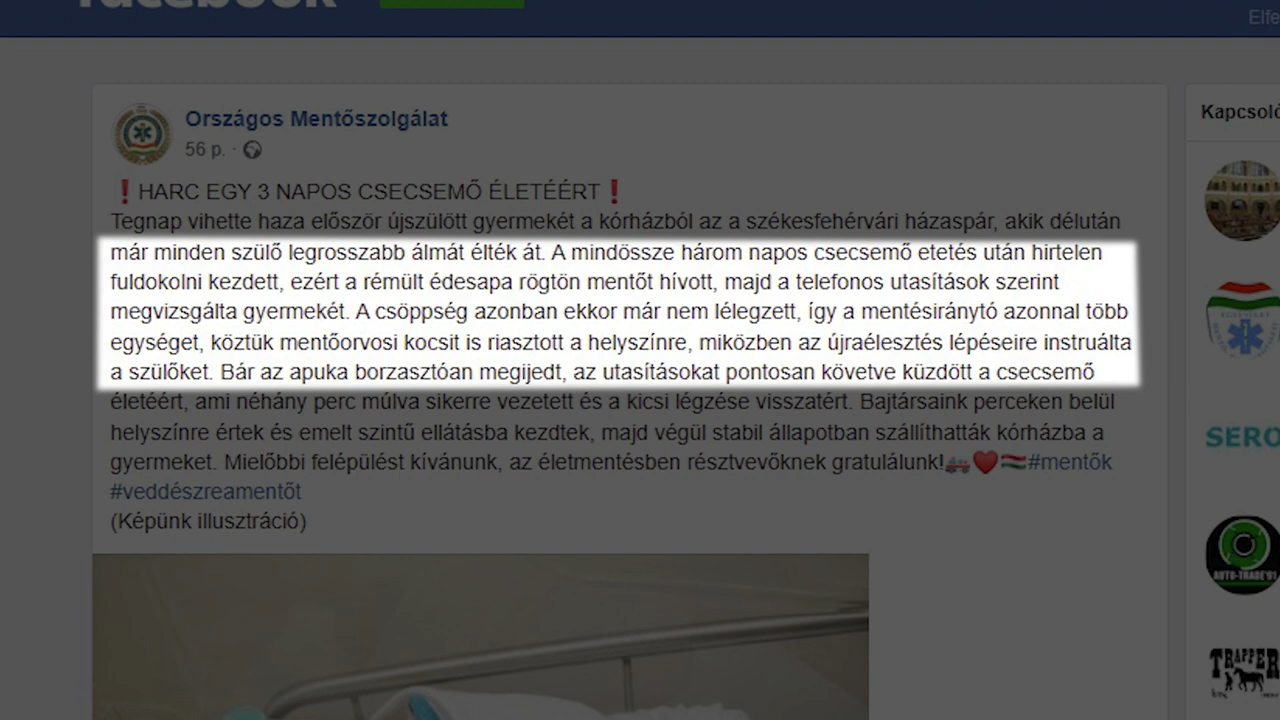 facebook
Elfe
Országos Mentőszolgálat
56 p. ·
Kapcsoló
❗HARC EGY 3 NAPOS CSECSEMŐ ÉLETÉÉRT❗
Tegnap vihette haza először újszülött gyermekét a kórházból az a székesfehérvári házaspár, akik délután
már minden szülő legrosszabb álmát élték át. A mindössze három napos csecsemő etetés után hirtelen
fuldokolni kezdett, ezért a rémült édesapa rögtön mentőt hívott, majd a telefonos utasítások szerint
megvizsgálta gyermekét. A csöppség azonban ekkor már nem lélegzett, így a mentésirányító azonnal több
egységet, köztük mentőorvosi kocsit is riasztott a helyszínre, miközben az újraélesztés lépéseire instruálta
a szülőket. Bár az apuka borzasztóan megijedt, az utasításokat pontosan követve küzdött a csecsemő
életéért, ami néhány perc múlva sikerre vezetett és a kicsi légzése visszatért. Bajtársaink perceken belül
helyszínre értek és emelt szintű ellátásba kezdtek, majd végül stabil állapotban szállíthatták kórházba a
gyermeket. Mielőbbi felépülést kívánunk, az életmentésben résztvevőknek gratulálunk!🚑❤️🇭🇺#mentők
#veddészreamentőt
(Képünk illusztráció)
SERO
AUTO-TRADE'91
TRAPPER